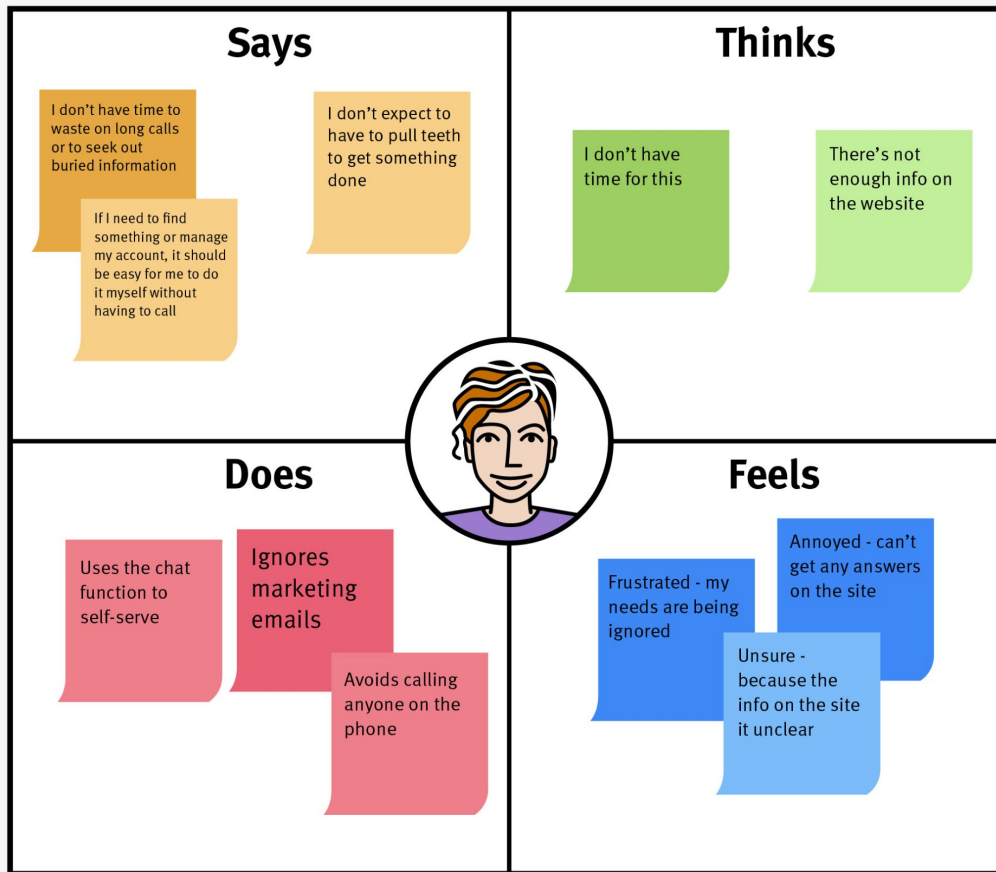 Says
I don't have time to
waste on long calls
or to seek out
buried information
If I need to find
something or manage
my account, it should
be easy for me to do
it myself without
having to call
I don't expect to
have to pull teeth
to get something
done
Thinks
I don't have
time for this
There's not
enough info on
the website
Does
Uses the chat
function to
self-serve
Ignores
marketing
emails
Avoids calling
anyone on the
phone
Feels
Frustrated - my
needs are being
ignored
Annoyed - can't
get any answers
on the site
Unsure -
because the
info on the site
it unclear